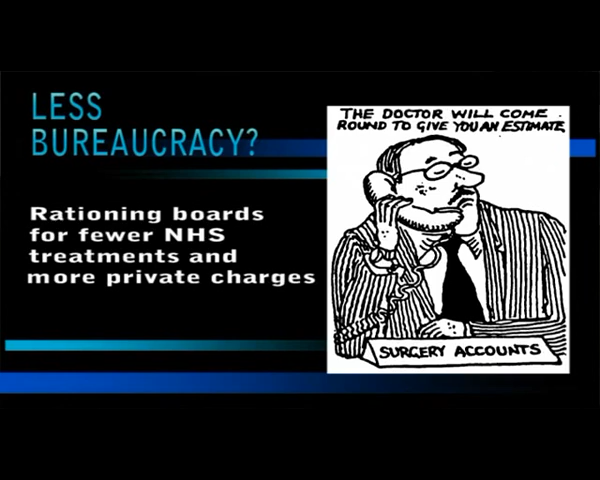 LESS
BUREAUCRACY?
Rationing boards
for fewer NHS
treatments and
more private charges
THE DOCTOR WILL COME
ROUND TO GIVE YOU AN ESTIMATE
SURGERY ACCOUNTS